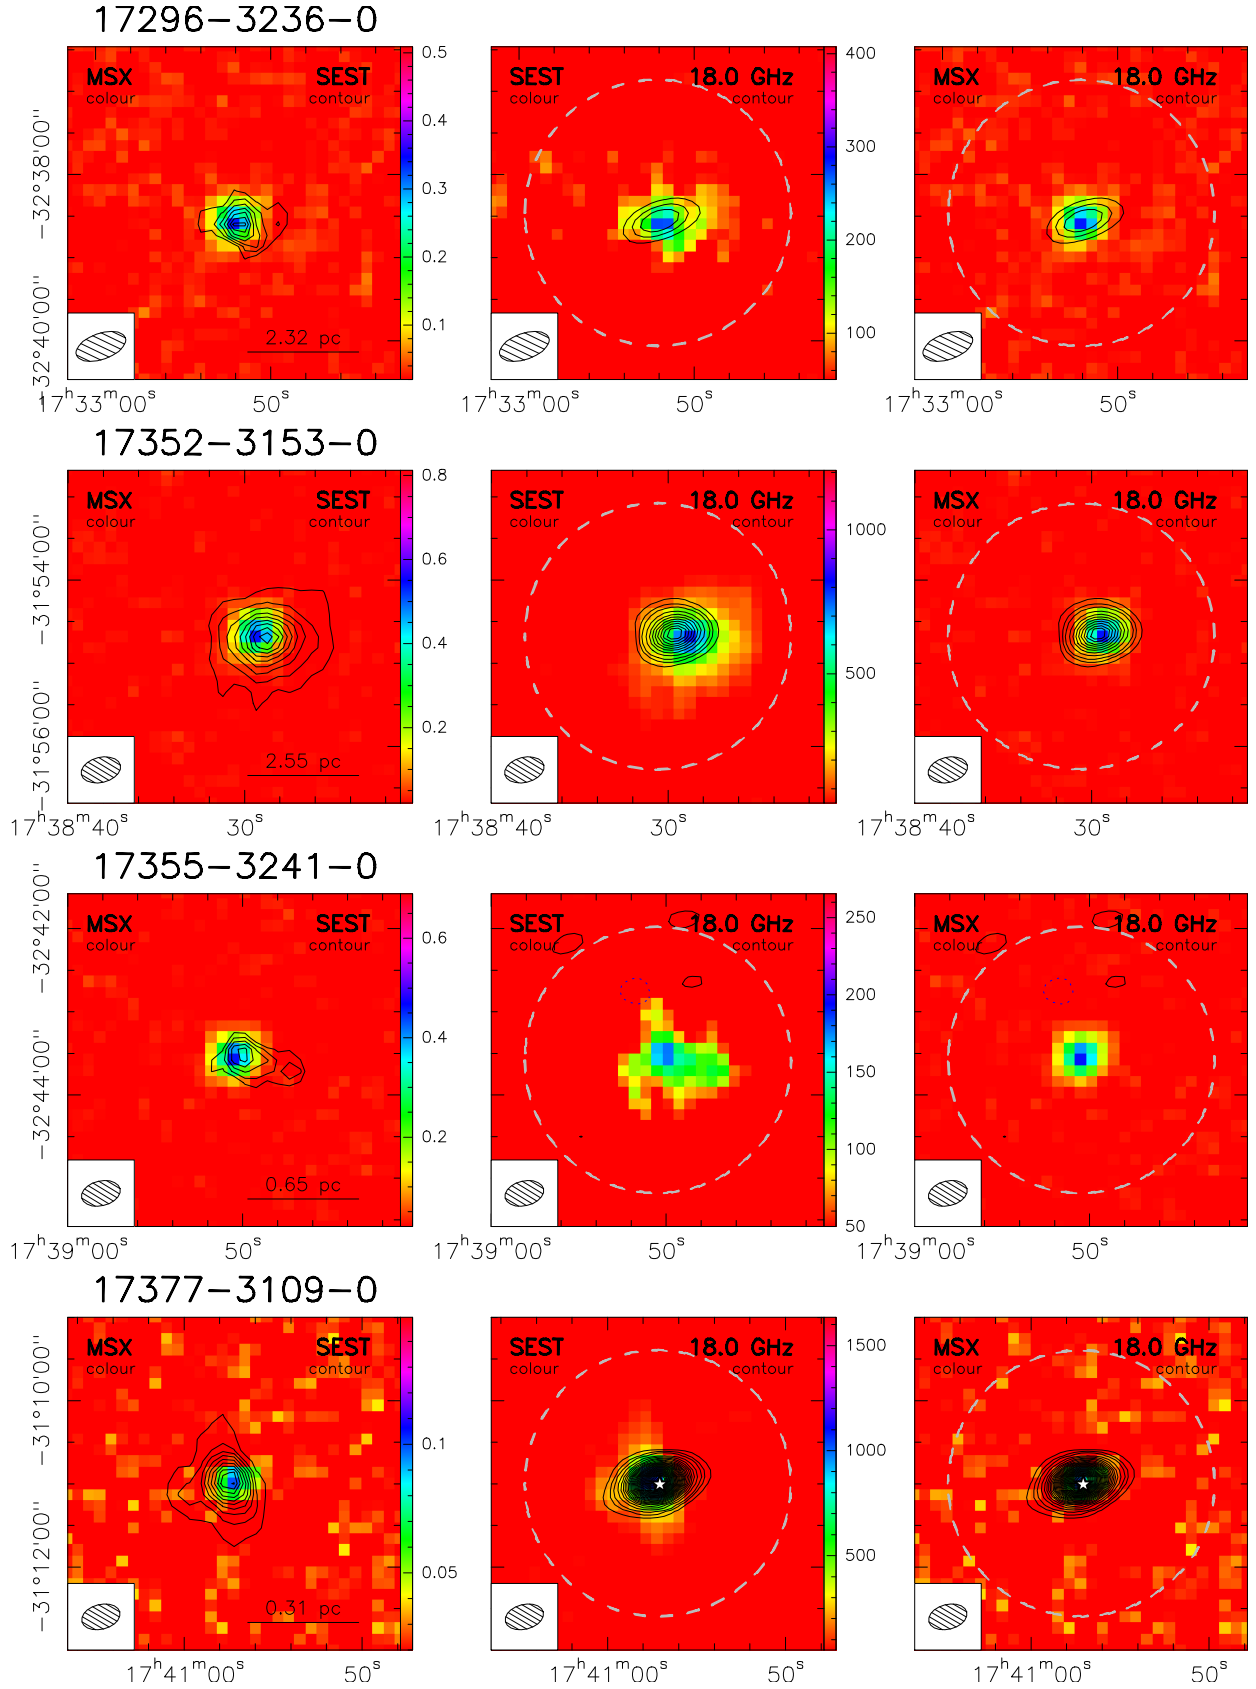 17296-3236-0
MSX SEST 0.5 SEST 18.0 GHz 400 MSX 18.0 GHz
colour contour colour contour colour contour
0.4
300
0.3
0.2
200
0.1
100
−32°38'00''
−32°40'00''
2.32 pc
17h33m00s 50s 17h33m00s 50s 17h33m00s 50s
17352-3153-0
MSX SEST 0.8 SEST 18.0 GHz MSX 18.0 GHz
colour contour colour contour colour contour
1000
0.6
0.4
500
0.2
−31°54'00''
−31°56'00''
2.55 pc
17h38m40s 30s 17h38m40s 30s 17h38m40s 30s
17355-3241-0
MSX SEST SEST 18.0 GHz 250 MSX 18.0 GHz
colour contour colour contour colour contour
0.6
200
0.4
150
0.2
100
50
−32°42'00''
−32°44'00''
0.65 pc
17h39m00s 50s 17h39m00s 50s 17h39m00s 50s
17377-3109-0
MSX SEST SEST 18.0 GHz 1500 MSX 18.0 GHz
colour contour colour contour colour contour
0.1
1000
0.05
500
−31°10'00''
−31°12'00''
0.31 pc
17h41m00s 50s 17h41m00s 50s 17h41m00s 50s